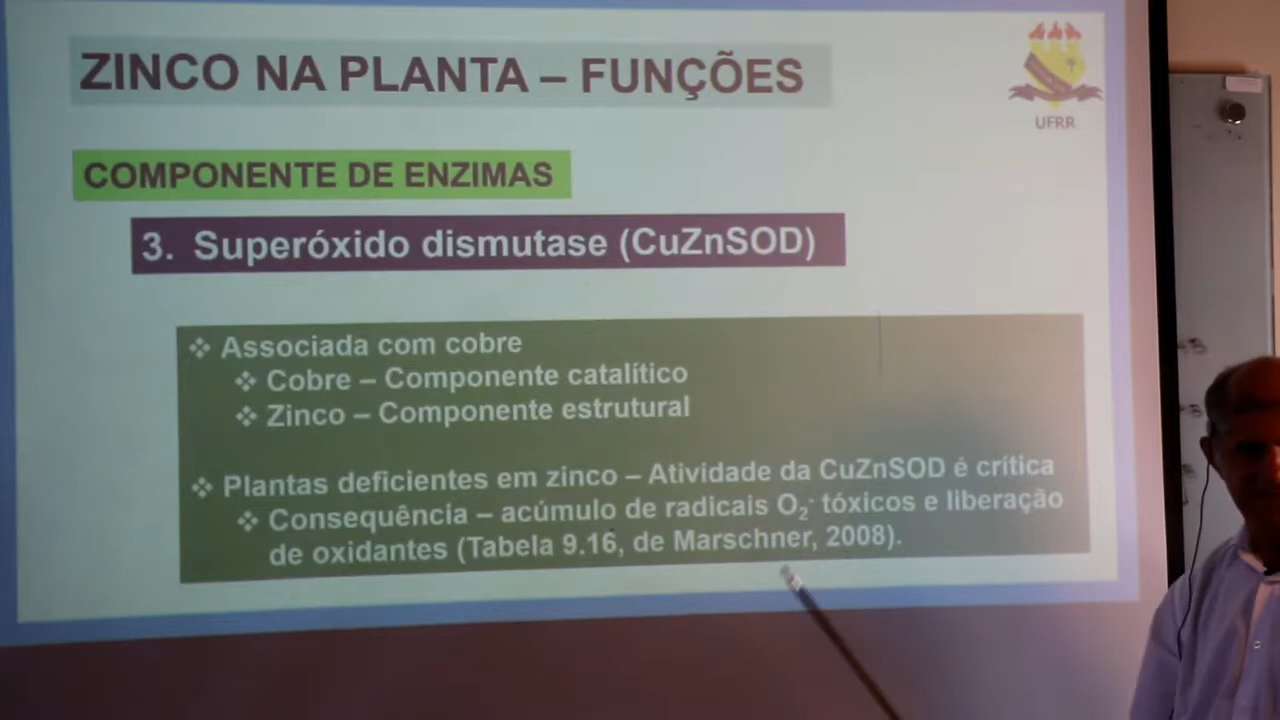 ZINCO NA PLANTA – FUNÇÕES
UFRR
COMPONENTE DE ENZIMAS
3. Superóxido dismutase (CuZnSOD)
❖ Associada com cobre
❖ Cobre – Componente catalítico
❖ Zinco – Componente estrutural
❖ Plantas deficientes em zinco – Atividade da CuZnSOD é crítica
❖ Consequência – acúmulo de radicais O₂⁻ tóxicos e liberação
de oxidantes (Tabela 9.16, de Marschner, 2008).